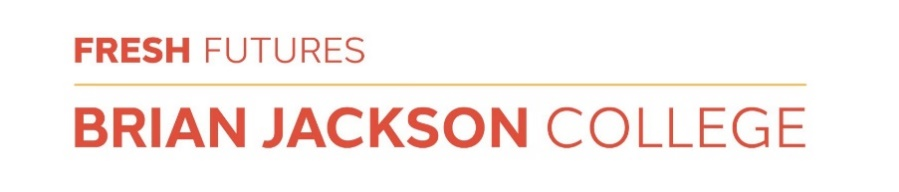 FRESH FUTURES
BRIAN JACKSON COLLEGE